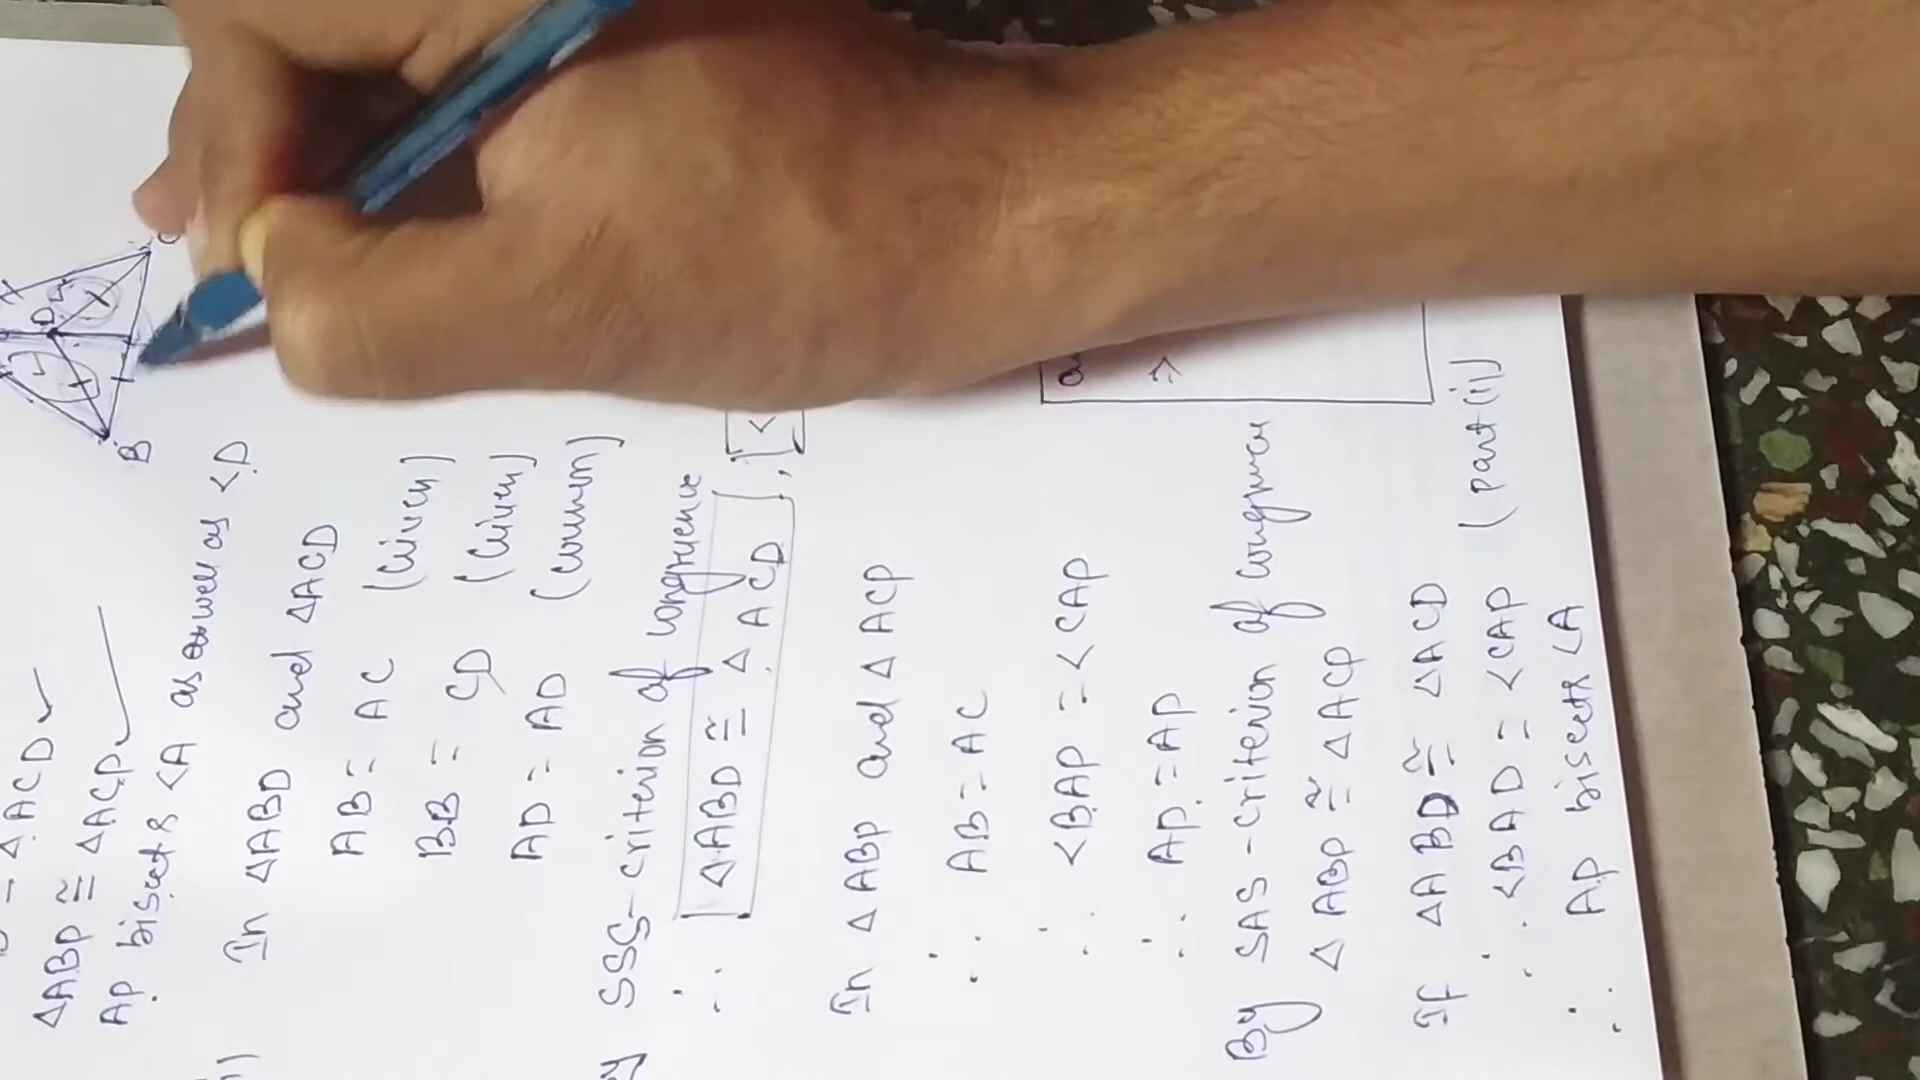 ≅ ΔACD
ΔABP ≅ ΔACP
AP bisects <A as well as <D
In ΔABD and ΔACD
AB = AC (Given)
BB = CD (Given)
AD = AD (Common)
SSS-criterion of congruence
∴ ΔABD ≅ ΔACD, <
In ΔABP and ΔACP
∴ AB = AC
∴ <BAP = <CAP
∴ AP = AP
By SAS-criterion of congruence
ΔABP ≅ ΔACP
If ΔABD ≅ ΔACD (part(i))
∴ <BAD = <CAP
∴ AP bisects <A
D
B
⇒